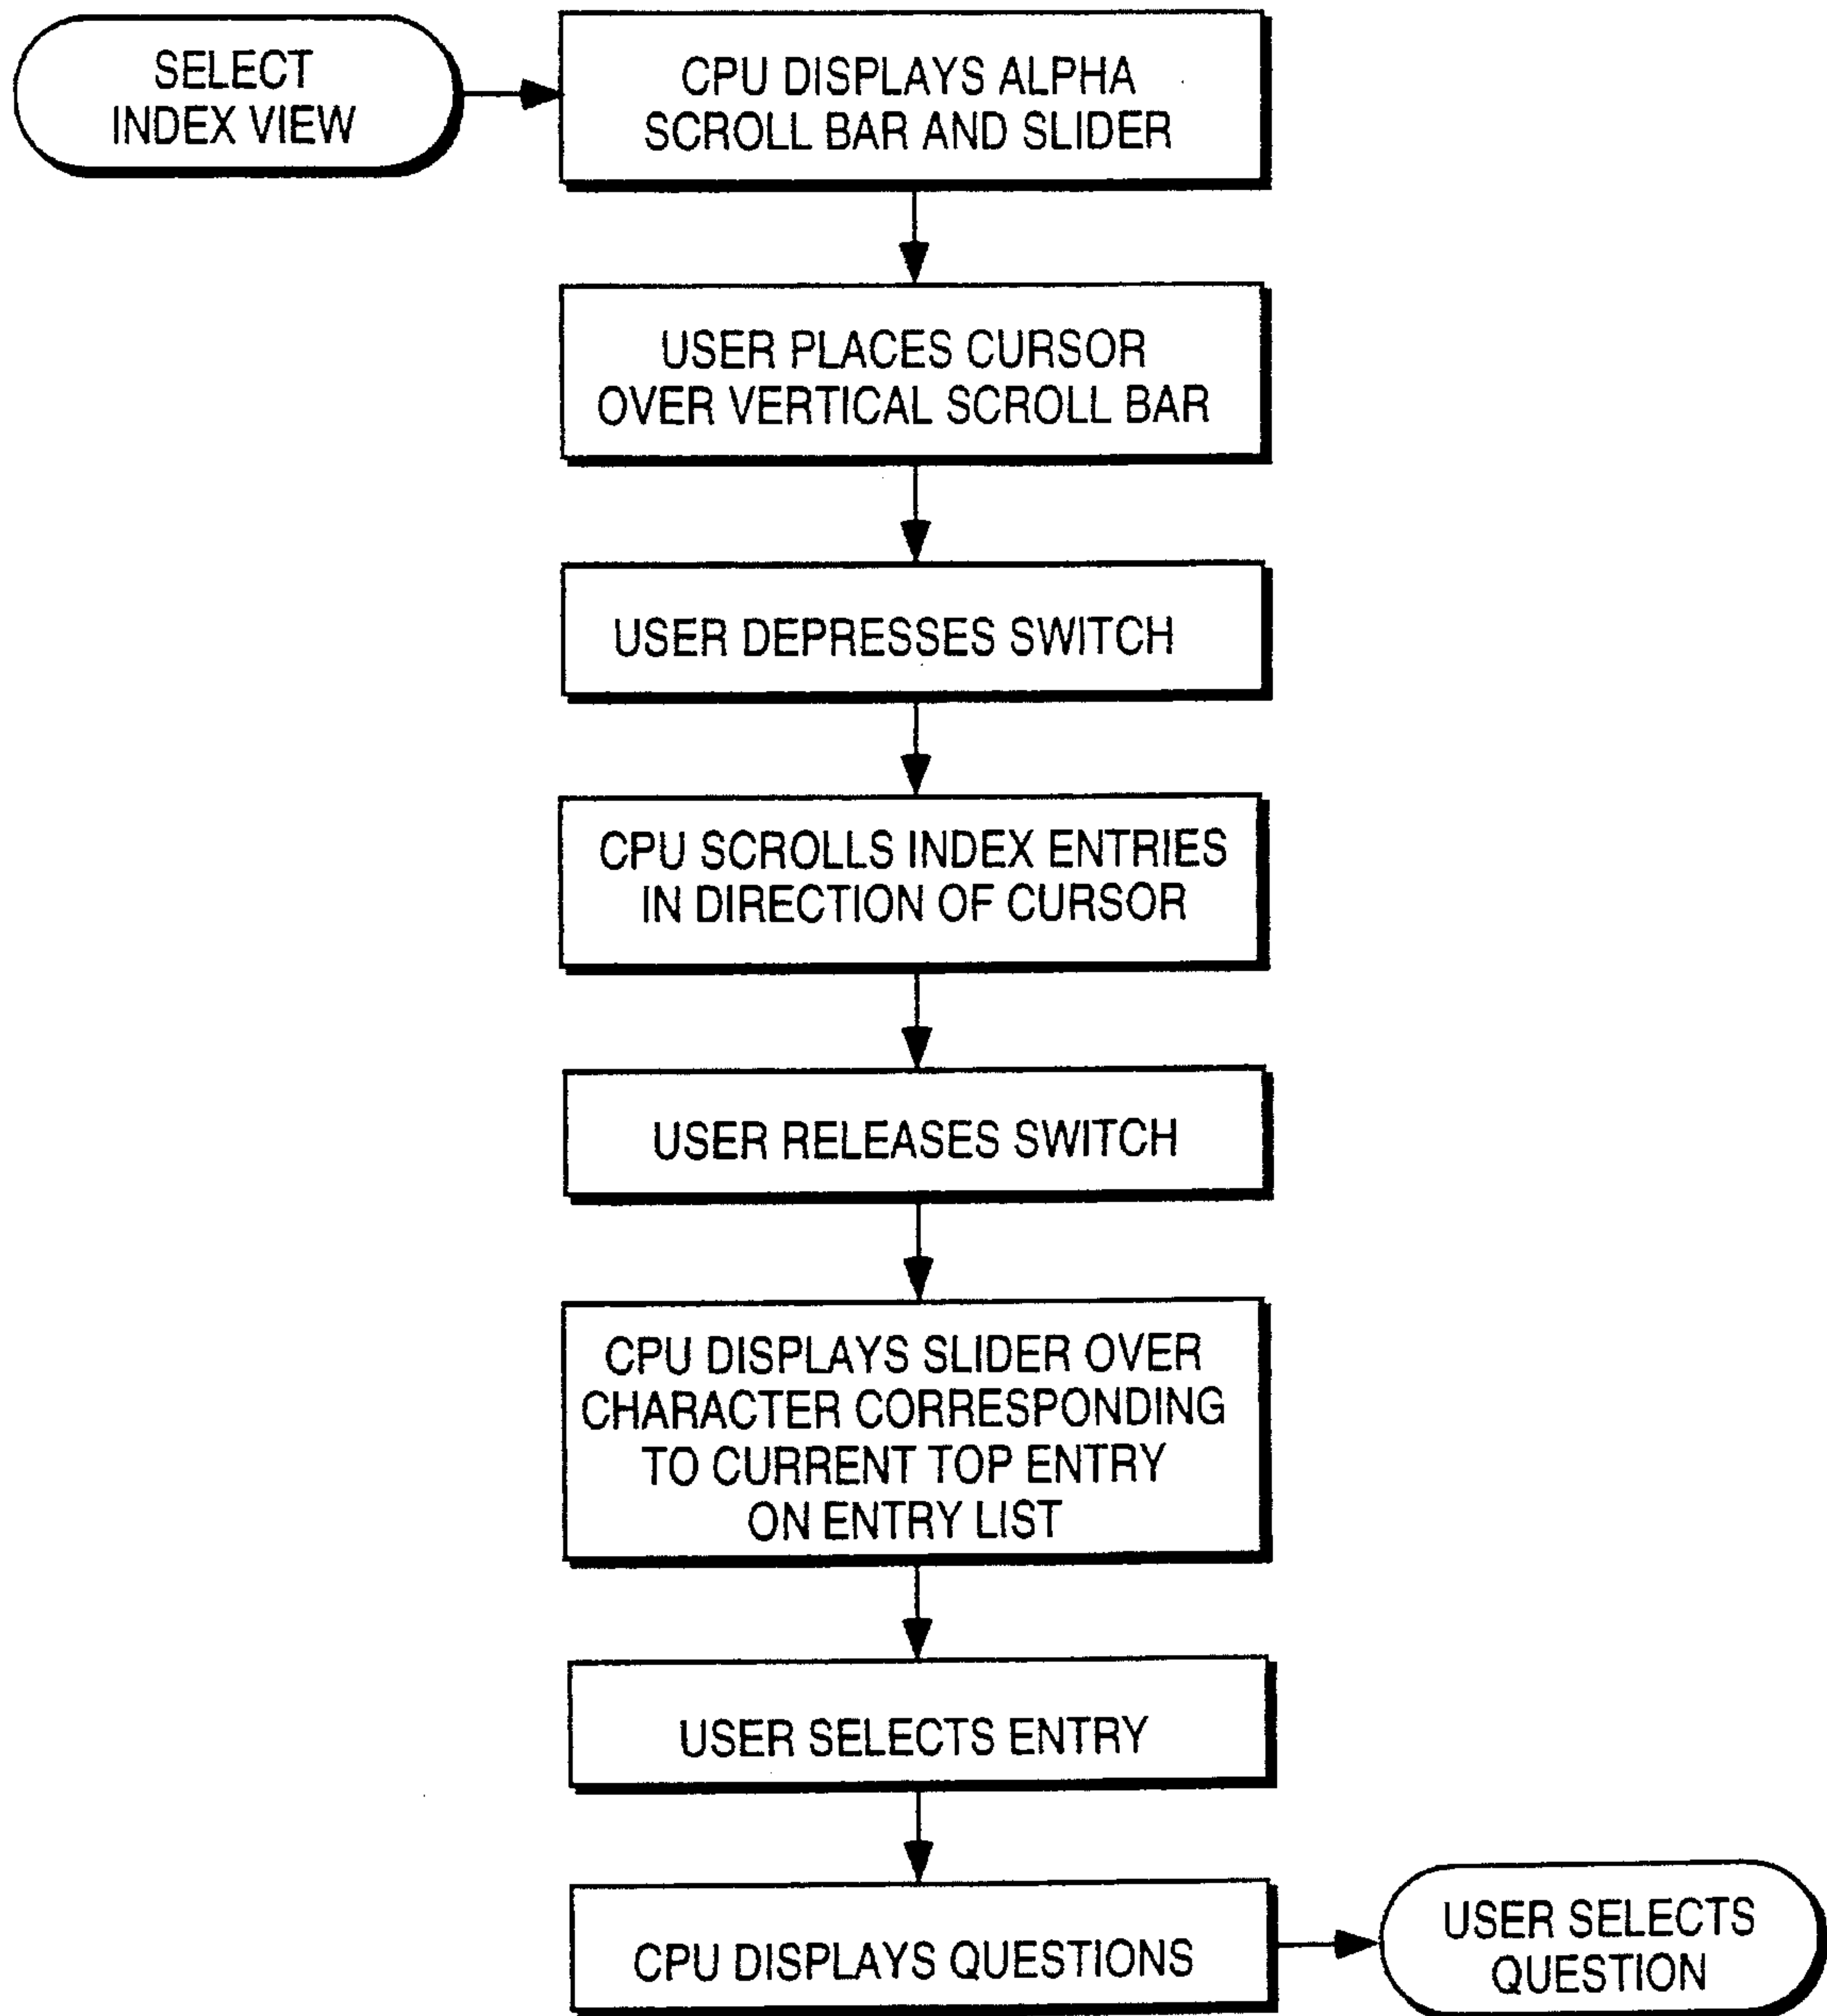 SELECT
INDEX VIEW
CPU DISPLAYS ALPHA
SCROLL BAR AND SLIDER
USER PLACES CURSOR
OVER VERTICAL SCROLL BAR
USER DEPRESSES SWITCH
CPU SCROLLS INDEX ENTRIES
IN DIRECTION OF CURSOR
USER RELEASES SWITCH
CPU DISPLAYS SLIDER OVER
CHARACTER CORRESPONDING
TO CURRENT TOP ENTRY
ON ENTRY LIST
USER SELECTS ENTRY
CPU DISPLAYS QUESTIONS
USER SELECTS
QUESTION